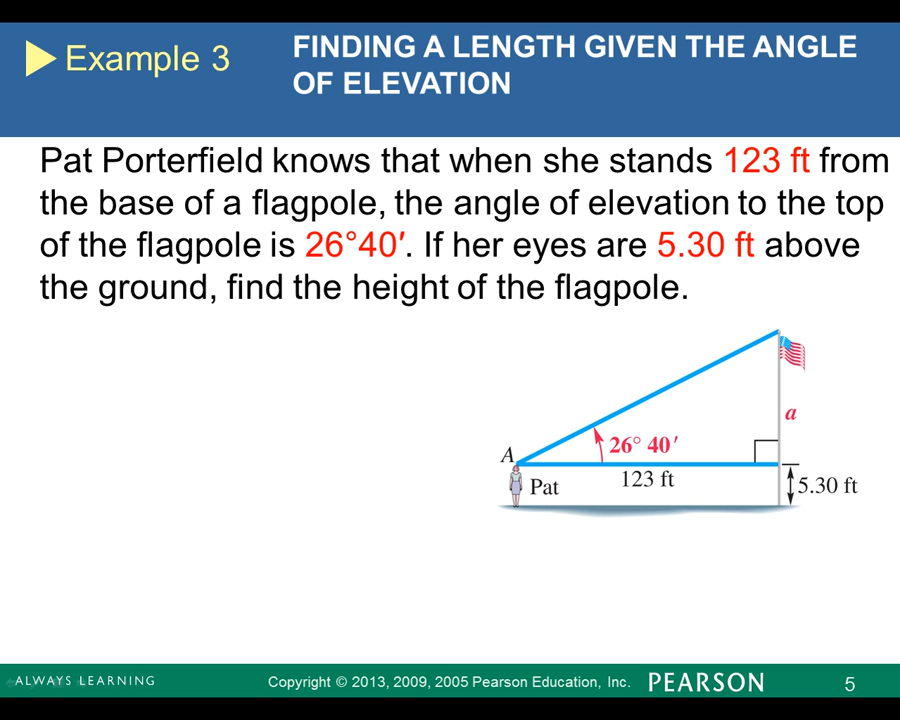 Example 3
FINDING A LENGTH GIVEN THE ANGLE
OF ELEVATION
Pat Porterfield knows that when she stands 123 ft from
the base of a flagpole, the angle of elevation to the top
of the flagpole is 26°40′. If her eyes are 5.30 ft above
the ground, find the height of the flagpole.
a
26° 40′
A
123 ft
Pat
5.30 ft
ALWAYS LEARNING
Copyright © 2013, 2009, 2005 Pearson Education, Inc.
PEARSON
5